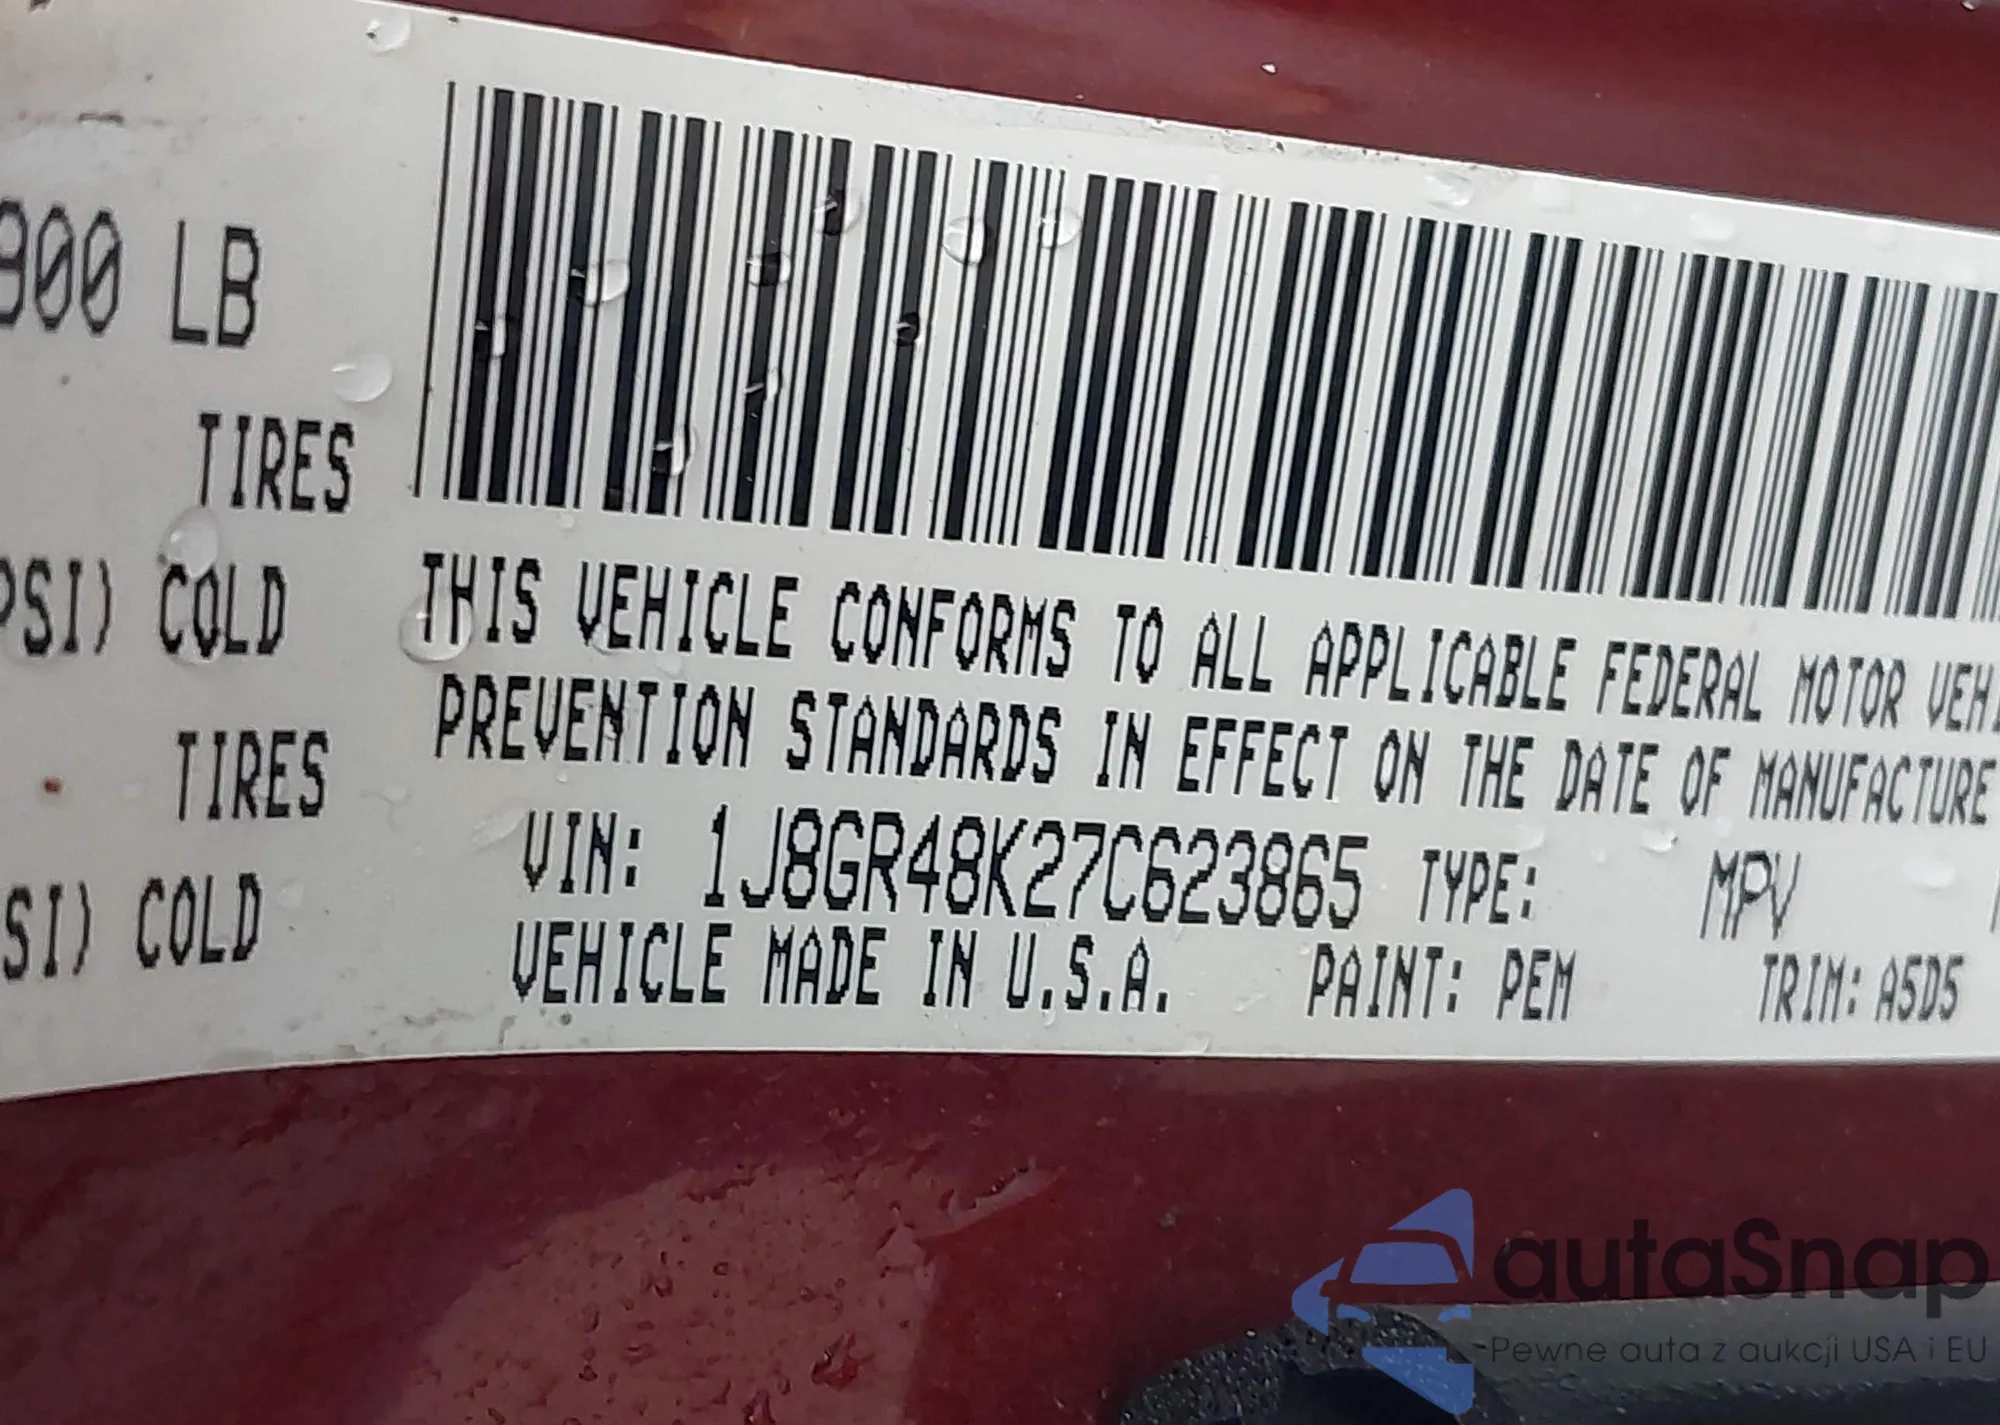 900 LB
TIRES
PSI) COLD
TIRES
SI) COLD
THIS VEHICLE CONFORMS TO ALL APPLICABLE FEDERAL MOTOR VEHI
PREVENTION STANDARDS IN EFFECT ON THE DATE OF MANUFACTURE
VIN: 1J8GR48K27C623865 TYPE: MPV
VEHICLE MADE IN U.S.A. PAINT: PEM TRIM: A5D5
autaSnap
Pewne auta z aukcji USA i EU